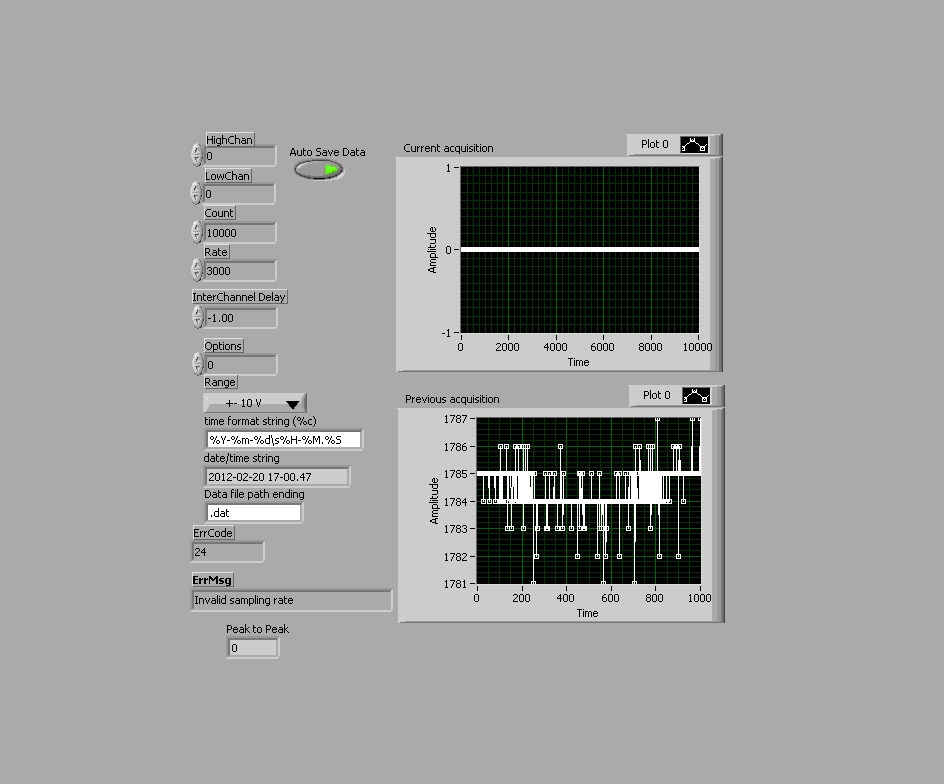 HighChan
0
LowChan
0
Count
10000
Rate
3000
InterChannel Delay
-1.00
Options
0
Range
+- 10 V
time format string (%c)
%Y-%m-%d\s%H-%M.%S
date/time string
2012-02-20 17-00.47
Data file path ending
.dat
ErrCode
24
ErrMsg
Invalid sampling rate
Peak to Peak
0
Auto Save Data
Current acquisition
Plot 0
Amplitude
1
0
-1
0 2000 4000 6000 8000 10000
Time
Previous acquisition
Plot 0
Amplitude
1787
1786
1785
1784
1783
1782
1781
0 200 400 600 800 1000
Time